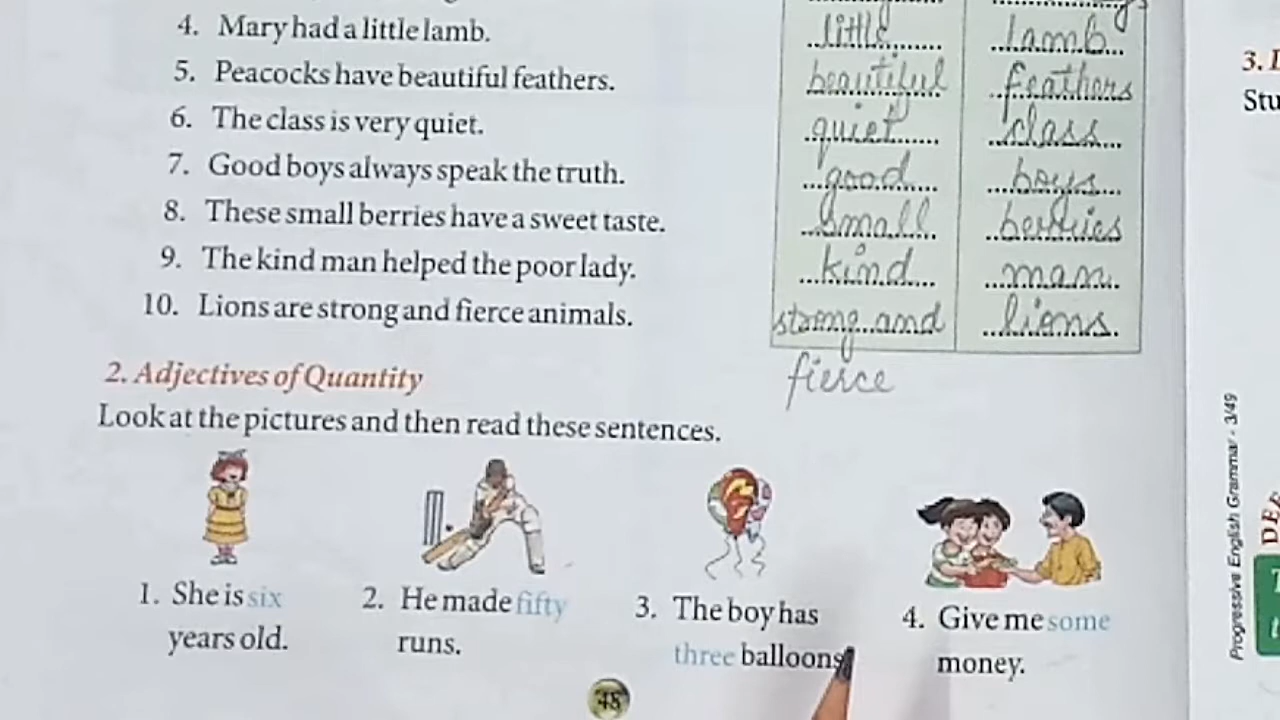 4. Mary had a little lamb. little lamb
5. Peacocks have beautiful feathers. beautiful feathers
6. The class is very quiet. quiet class
7. Good boys always speak the truth. good boys
8. These small berries have a sweet taste. small berries
9. The kind man helped the poor lady. kind man
10. Lions are strong and fierce animals. strong and lions
fierce
2. Adjectives of Quantity
Look at the pictures and then read these sentences.
1. She is six
years old.
2. He made fifty
runs.
3. The boy has
three balloons
4. Give me some
money.
48
3.
Stu
Progressive English Grammar - 3/49